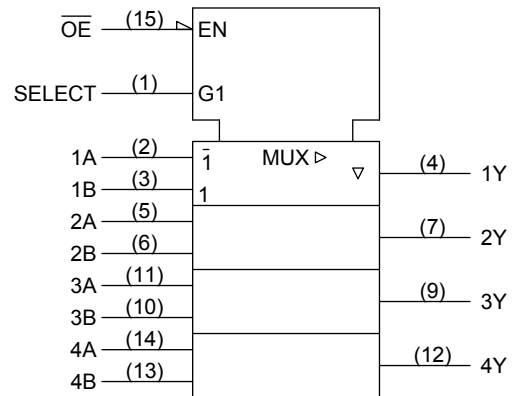 O̅E̅ (15) EN
SELECT (1) G1
1A (2) 1̅ MUX ▷ ▽ (4) 1Y
1B (3) 1
2A (5) (7) 2Y
2B (6)
3A (11) (9) 3Y
3B (10)
4A (14) (12) 4Y
4B (13)